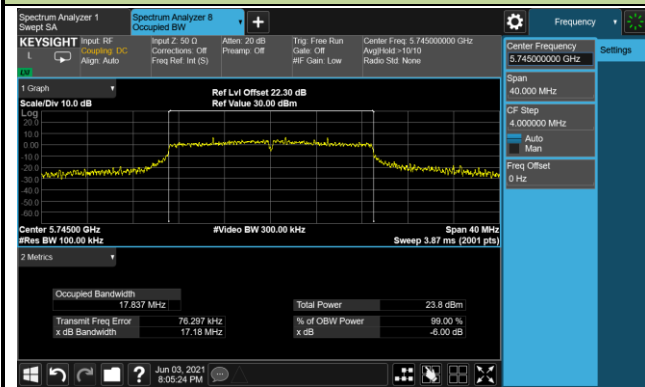 Spectrum Analyzer 1
Swept SA
Spectrum Analyzer 8
Occupied BW
Frequency
KEYSIGHT
L
LM
Input: RF
Coupling: DC
Align: Auto
Input Z: 50 Ω
Corrections: Off
Freq Ref: Int (S)
Atten: 20 dB
Preamp: Off
Trig: Free Run
Gate: Off
#IF Gain: Low
Center Freq: 5.745000000 GHz
Avg|Hold:>10/10
Radio Std: None
Center Frequency
5.745000000 GHz
Settings
Span
40.000 MHz
CF Step
4.000000 MHz
Auto
Man
Freq Offset
0 Hz
1 Graph
Scale/Div 10.0 dB
Ref Lvl Offset 22.30 dB
Ref Value 30.00 dBm
Log
20.0
10.0
0.00
-10.0
-20.0
-30.0
-40.0
-50.0
-60.0
Center 5.74500 GHz
#Res BW 100.00 kHz
#Video BW 300.00 kHz
Span 40 MHz
Sweep 3.87 ms (2001 pts)
2 Metrics
Occupied Bandwidth
17.837 MHz
Total Power 23.8 dBm
Transmit Freq Error 76.297 kHz
% of OBW Power 99.00 %
x dB Bandwidth 17.18 MHz
x dB -6.00 dB
?
Jun 03, 2021
8:05:24 PM